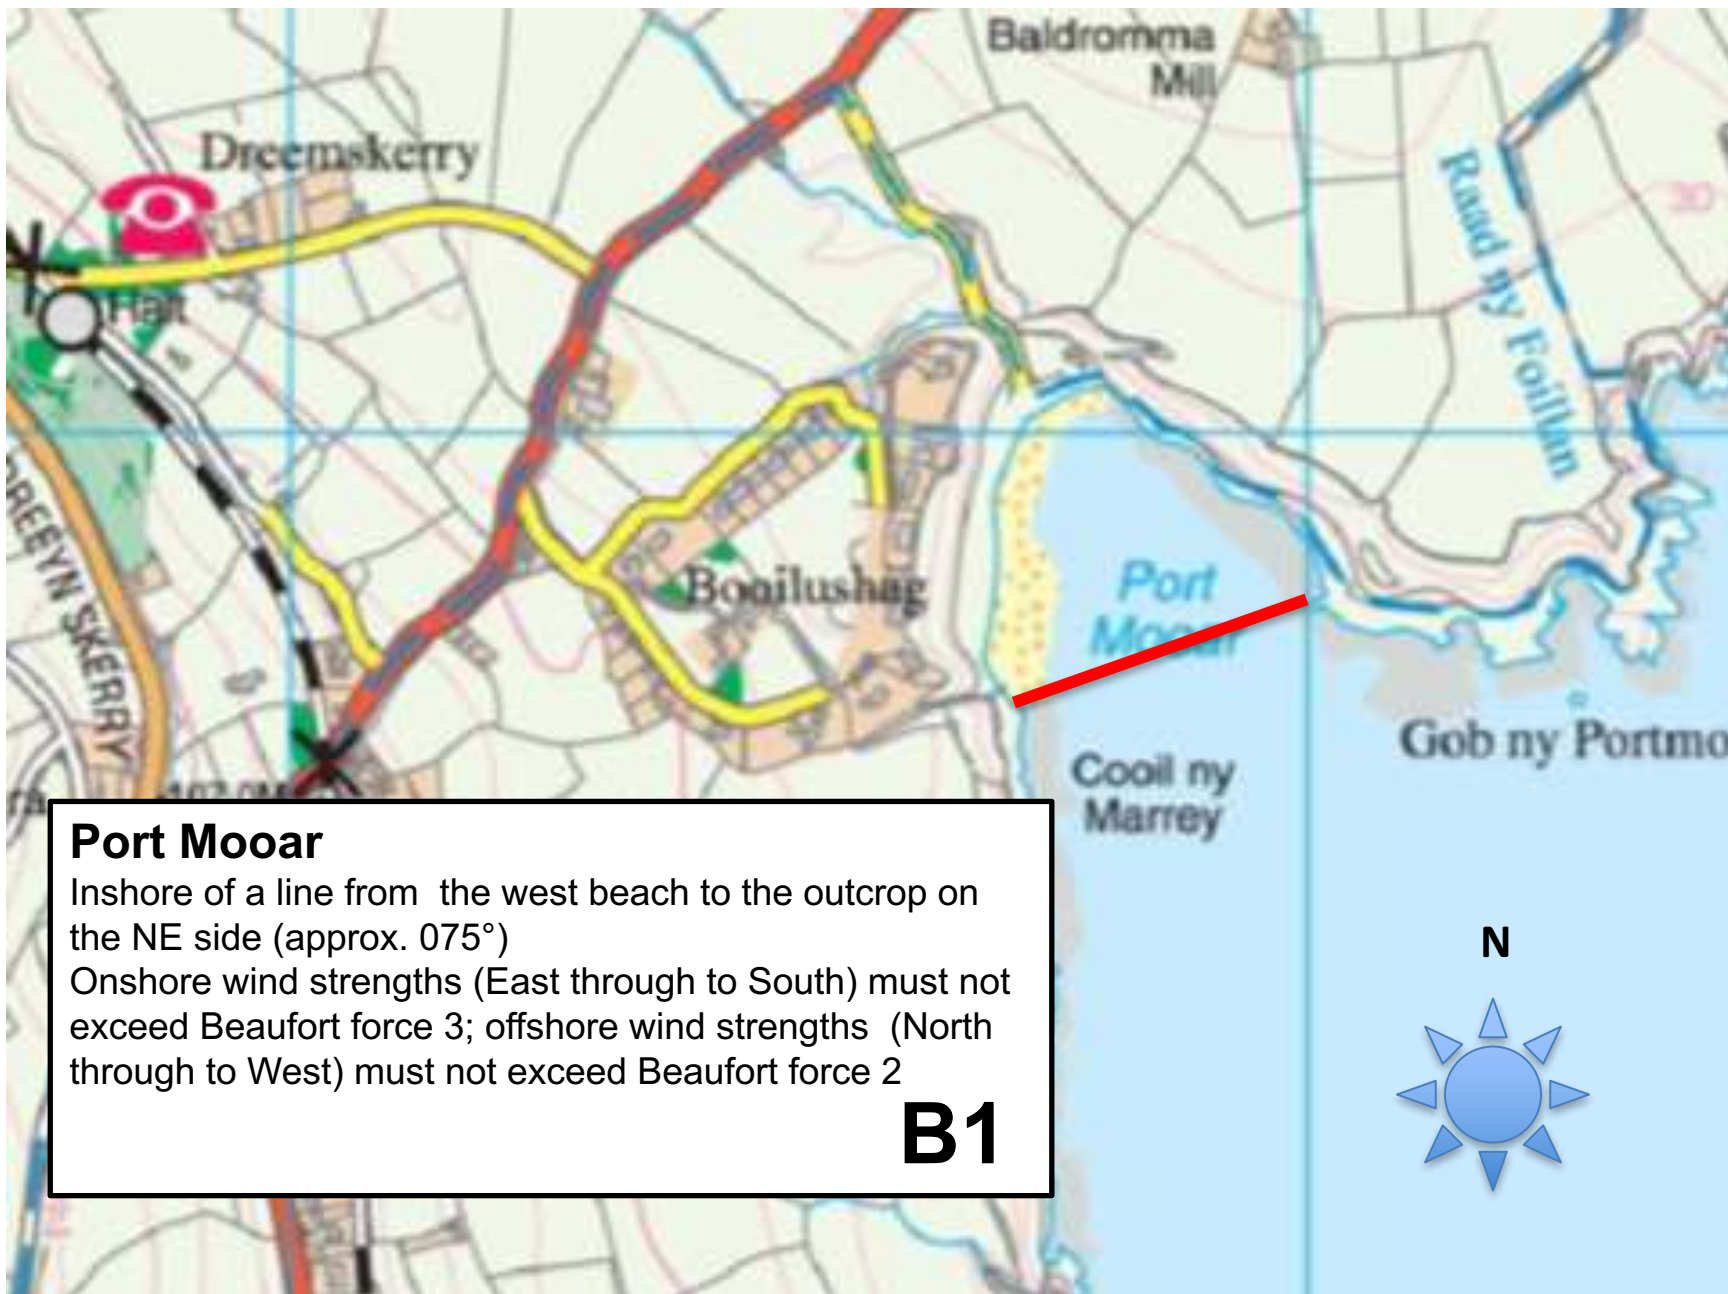 Baldromma
Mill
Dreemskerry
Halt
Raad ny Foillan
30
DREEYN SKERRY
Booilushag
Port
Mooar
Gob ny Portmo
Cooil ny
Marrey
Port Mooar
Inshore of a line from the west beach to the outcrop on
the NE side (approx. 075°)
Onshore wind strengths (East through to South) must not
exceed Beaufort force 3; offshore wind strengths (North
through to West) must not exceed Beaufort force 2
B1
N